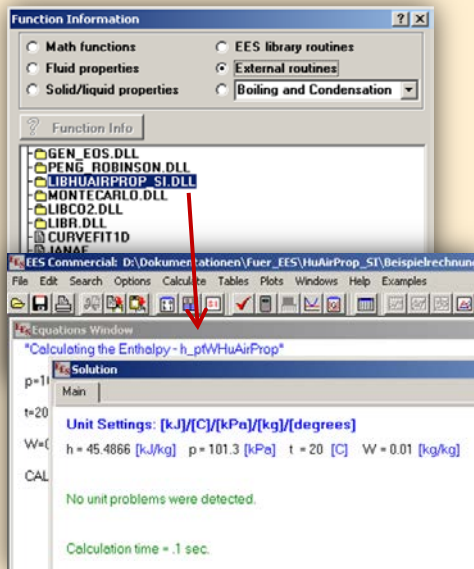 Function Information
Math functions
EES library routines
Fluid properties
External routines
Solid/liquid properties
Boiling and Condensation
? Function Info
GEN_EOS.DLL
PENG_ROBINSON.DLL
LIBHUAIRPROP_SI.DLL
MONTECARLO.DLL
LIBCO2.DLL
LIBR.DLL
CURVEFIT1D
JANAF
EES Commercial: D:\Dokumentationen\Fuer_EES\HuAirProp_SI\Beispielrechnung
File Edit Search Options Calculate Tables Plots Windows Help Examples
Equations Window
"Calculating the Enthalpy - h_ptWHuAirProp"
Solution
p=1
Main
t=20
Unit Settings: [kJ]/[C]/[kPa]/[kg]/[degrees]
W=(
h = 45.4866 [kJ/kg] p = 101.3 [kPa] t = 20 [C] W = 0.01 [kg/kg]
CAL
No unit problems were detected.
Calculation time = .1 sec.